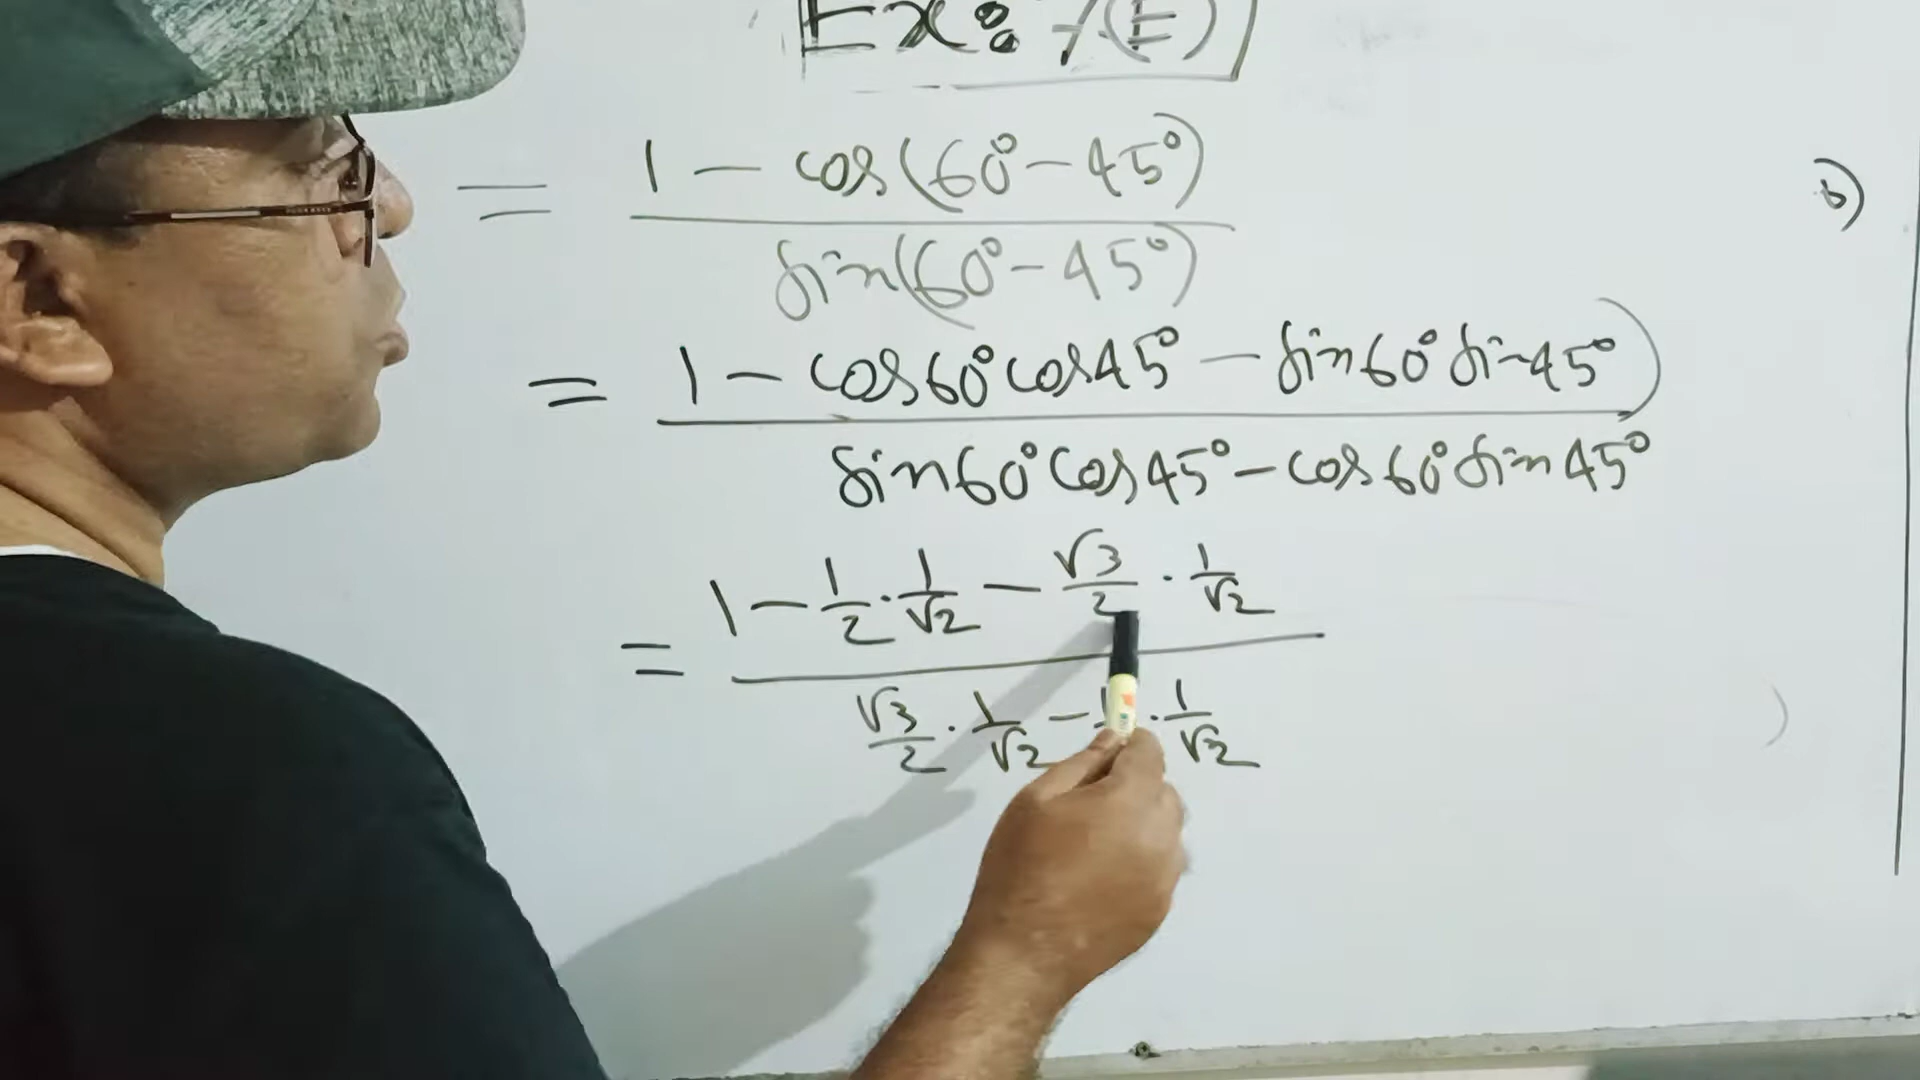 Ex: 7(E)
= 1 - cos(60° - 45°) / sin(60° - 45°)
b)
= 1 - cos60° cos45° - sin60° sin45°) / sin60° cos45° - cos60° sin45°
= 1 - 1/2 · 1/√2 - √3/2 · 1/√2 / √3/2 · 1/√2 - 1 · 1/√2
)